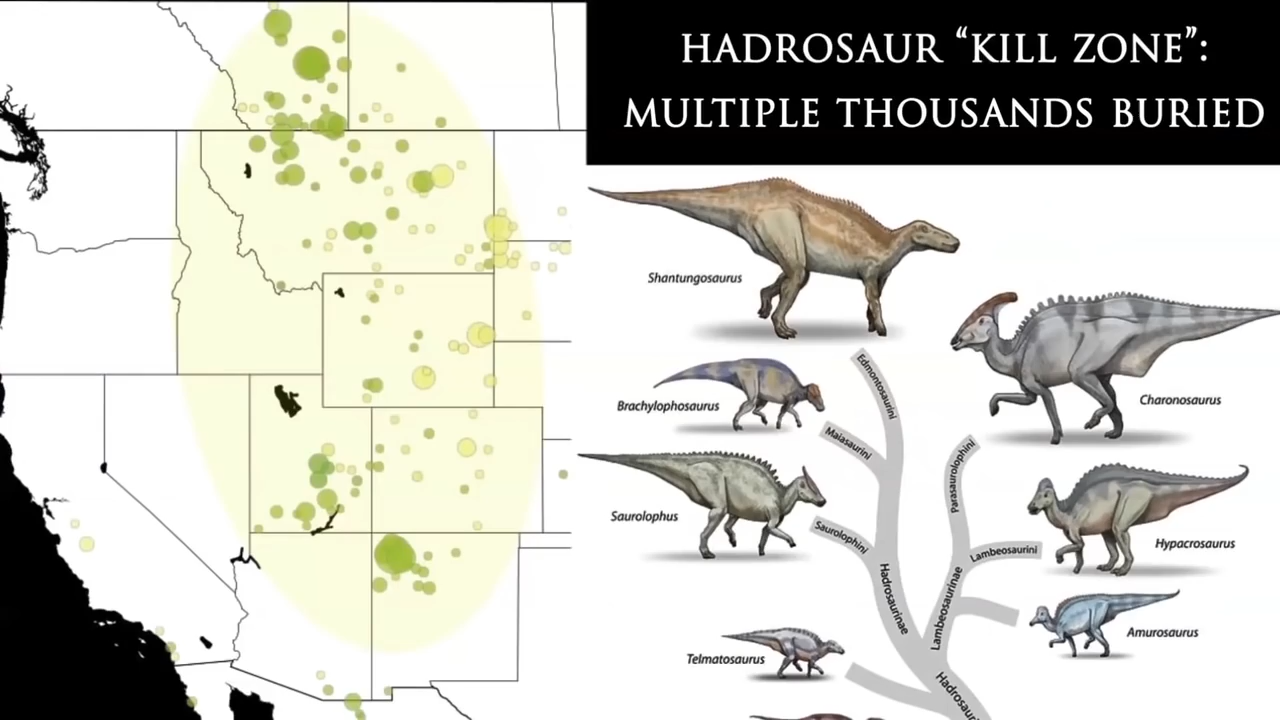 HADROSAUR “KILL ZONE”:
MULTIPLE THOUSANDS BURIED
Shantungosaurus
Edmontosaurini
Charonosaurus
Brachylophosaurus
Maiasaurini
Parasaurolophini
Saurolophus
Saurolophini
Lambeosaurini
Hypacrosaurus
Hadrosaurinae
Lambeosaurinae
Amurosaurus
Telmatosaurus